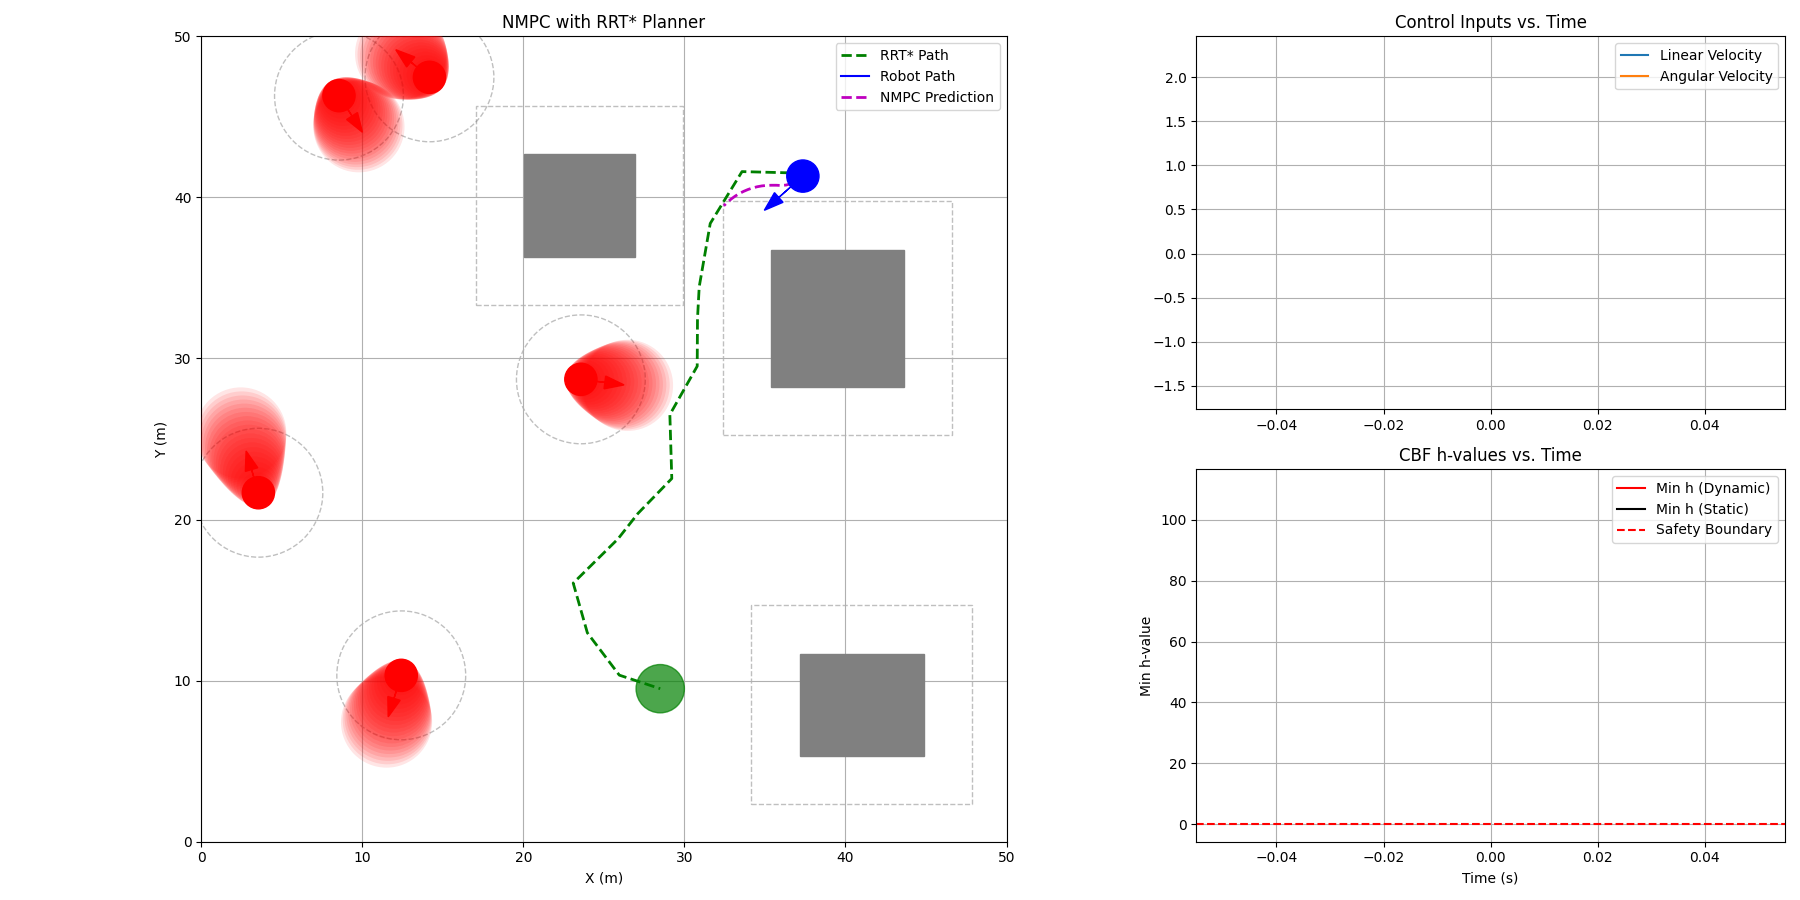 NMPC with RRT* Planner
50
40
30
20
10
0
Y (m)
0 10 20 30 40 50
X (m)
RRT* Path
Robot Path
NMPC Prediction
Control Inputs vs. Time
2.0
1.5
1.0
0.5
0.0
−0.5
−1.0
−1.5
−0.04 −0.02 0.00 0.02 0.04
Linear Velocity
Angular Velocity
CBF h-values vs. Time
100
80
60
40
20
0
Min h-value
−0.04 −0.02 0.00 0.02 0.04
Time (s)
Min h (Dynamic)
Min h (Static)
Safety Boundary